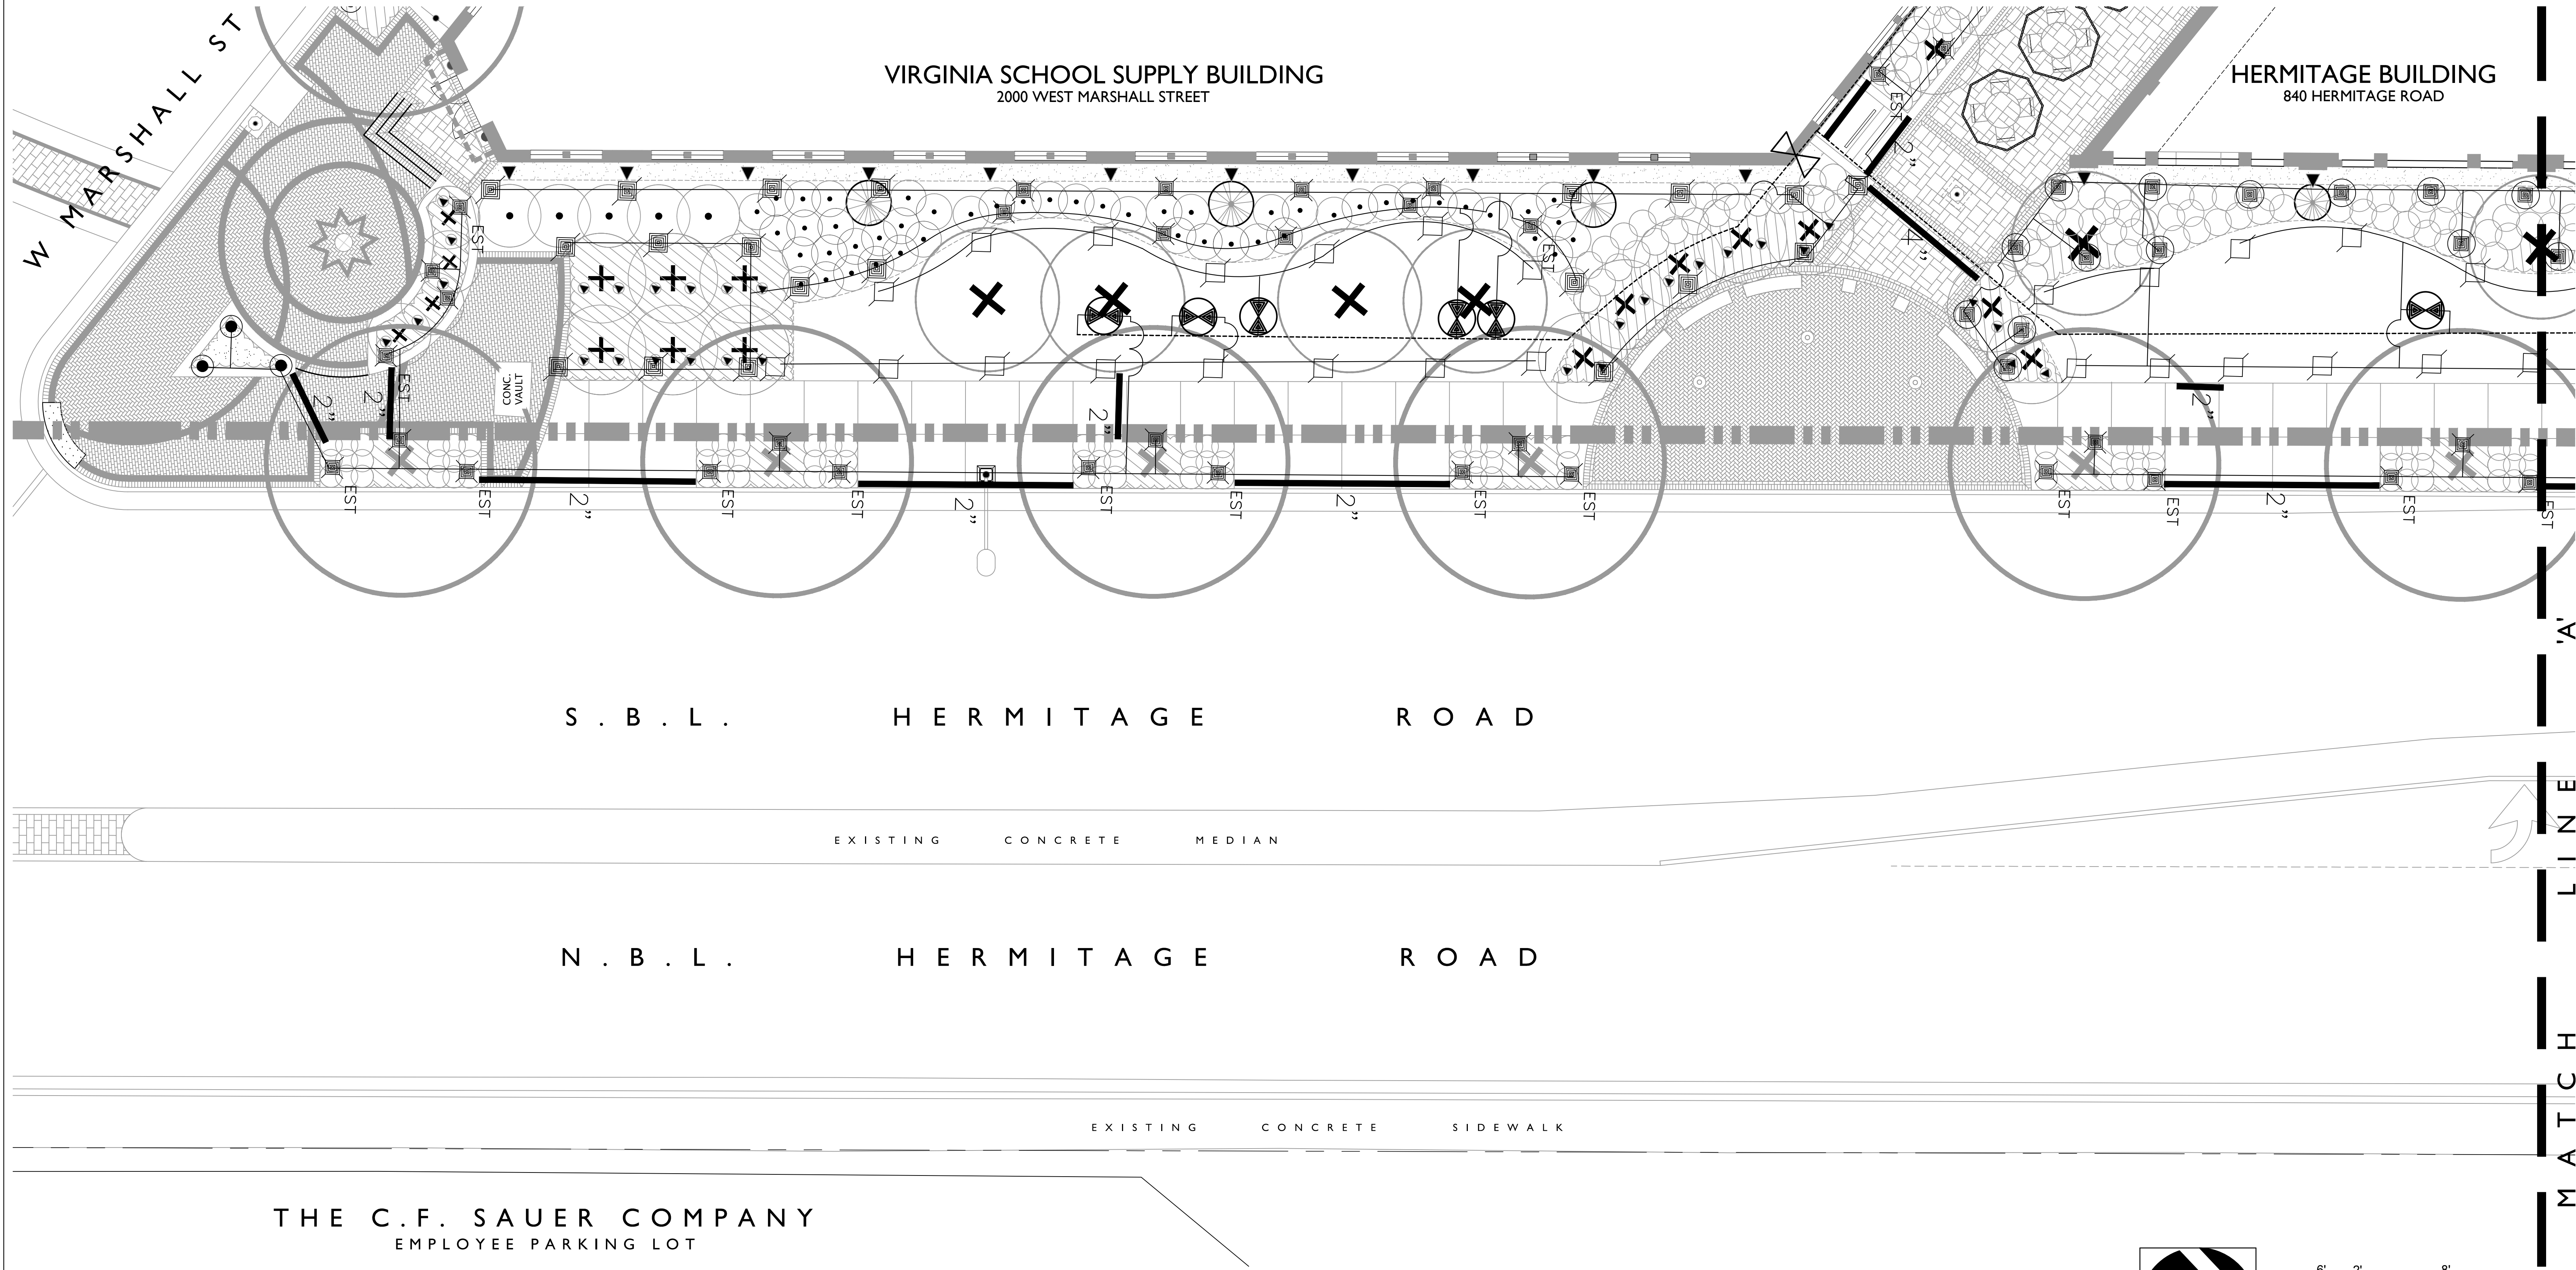 W MARSHALL ST
VIRGINIA SCHOOL SUPPLY BUILDING
2000 WEST MARSHALL STREET
HERMITAGE BUILDING
840 HERMITAGE ROAD
EST
2"
EST
4"
EST
CONC.
VAULT
2"
2"
EST
2"
2"
EST
EST
2"
EST
EST
2"
EST
EST
2"
EST
EST
EST
EST
2"
EST
EST
S.B.L. HERMITAGE ROAD
EXISTING CONCRETE MEDIAN
N.B.L. HERMITAGE ROAD
EXISTING CONCRETE SIDEWALK
THE C.F. SAUER COMPANY
EMPLOYEE PARKING LOT
MATCH LINE 'A'
6' 2' 8'